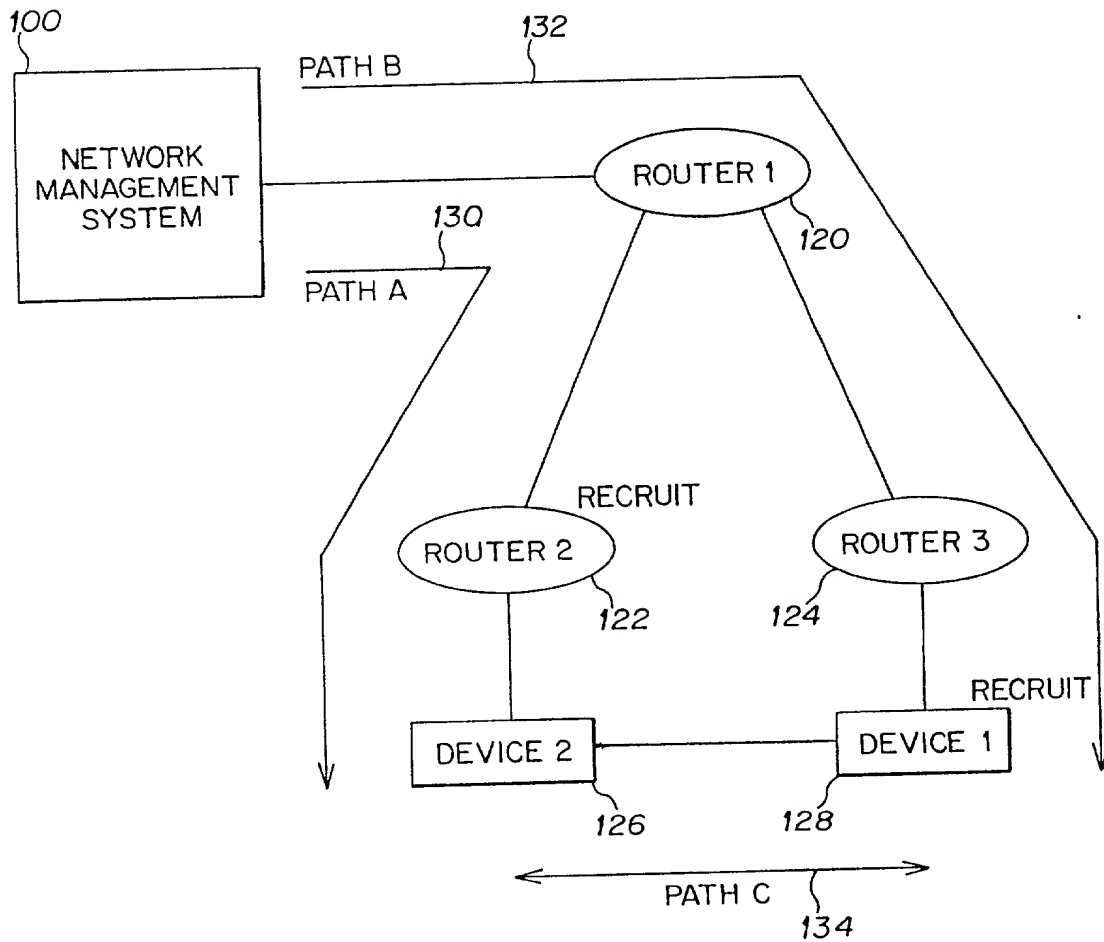 100
132
PATH B
NETWORK
MANAGEMENT
SYSTEM
ROUTER 1
120
130
PATH A
RECRUIT
ROUTER 2
122
ROUTER 3
124
RECRUIT
DEVICE 2
126
DEVICE 1
128
PATH C
134